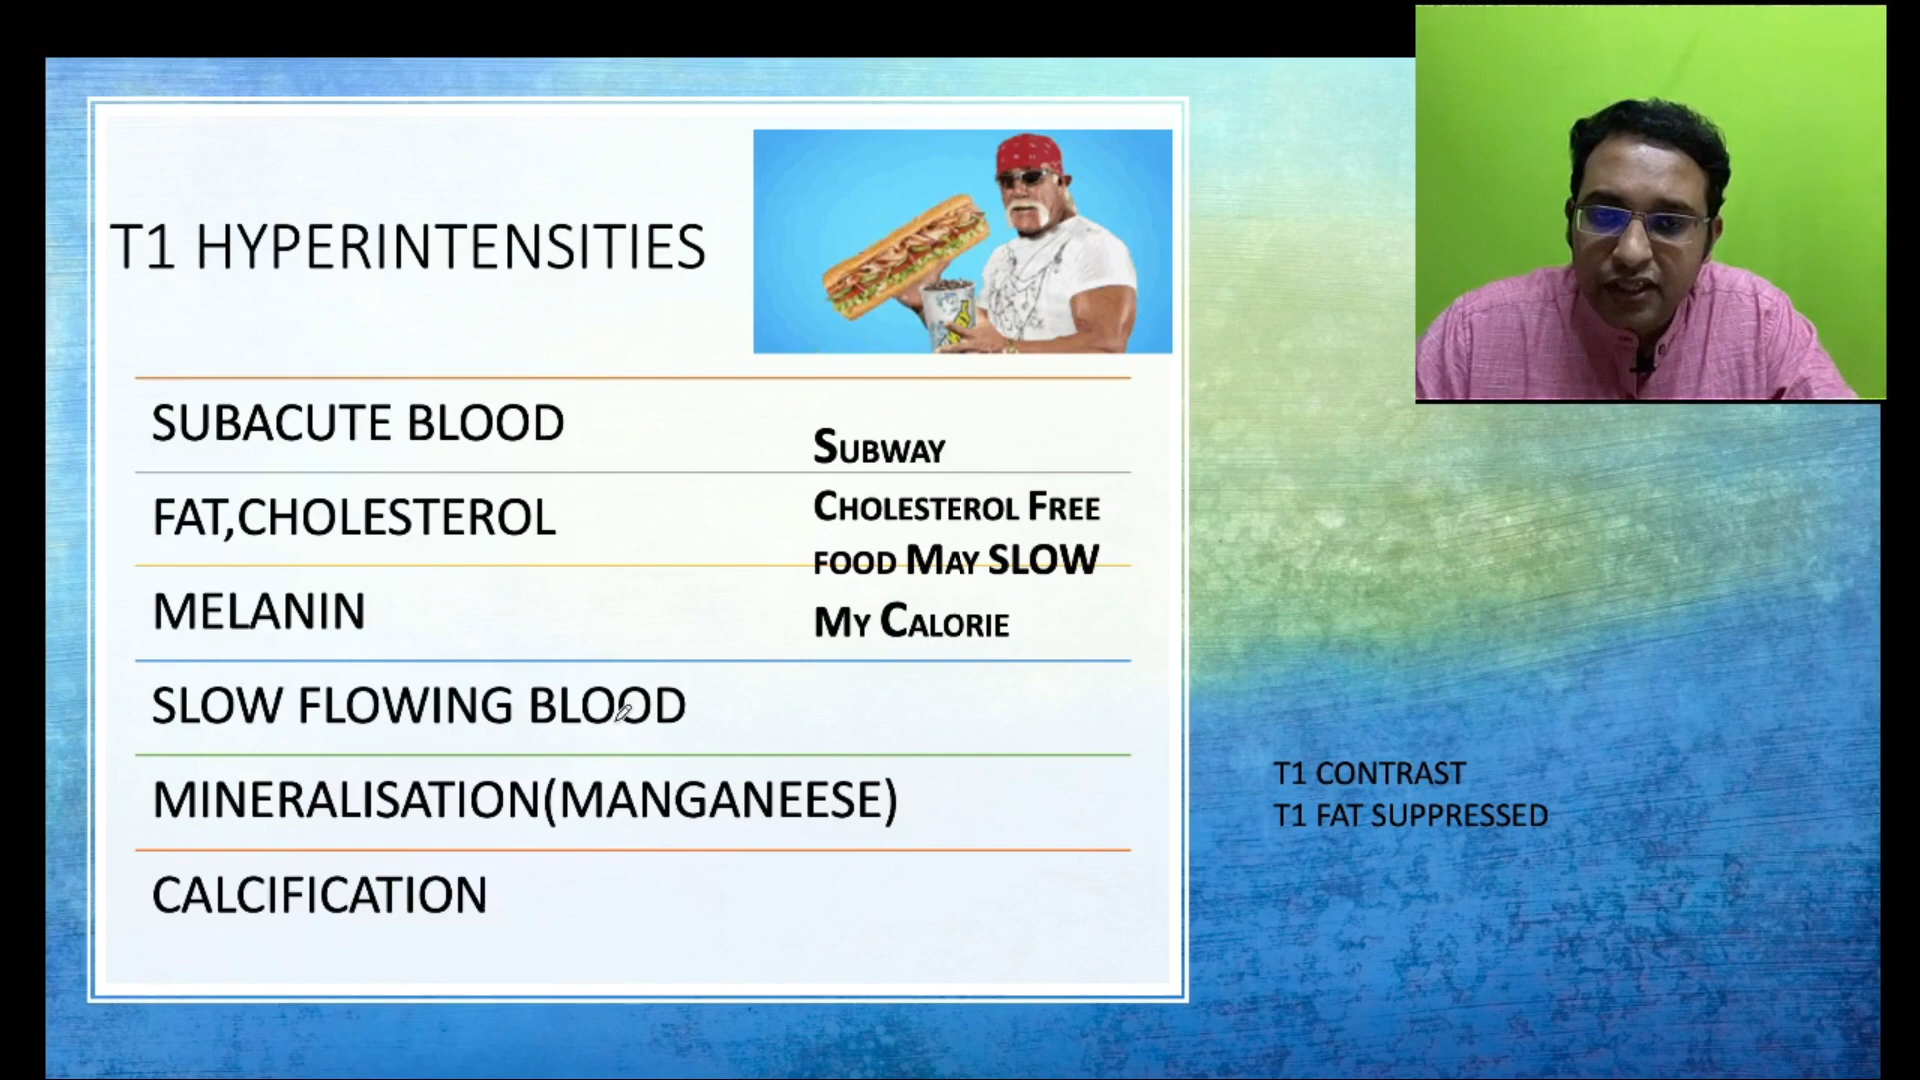 T1 HYPERINTENSITIES
SUBACUTE BLOOD
FAT,CHOLESTEROL
MELANIN
SLOW FLOWING BLOOD
MINERALISATION(MANGANEESE)
CALCIFICATION
SUBWAY
CHOLESTEROL FREE
FOOD MAY SLOW
MY CALORIE
T1 CONTRAST
T1 FAT SUPPRESSED